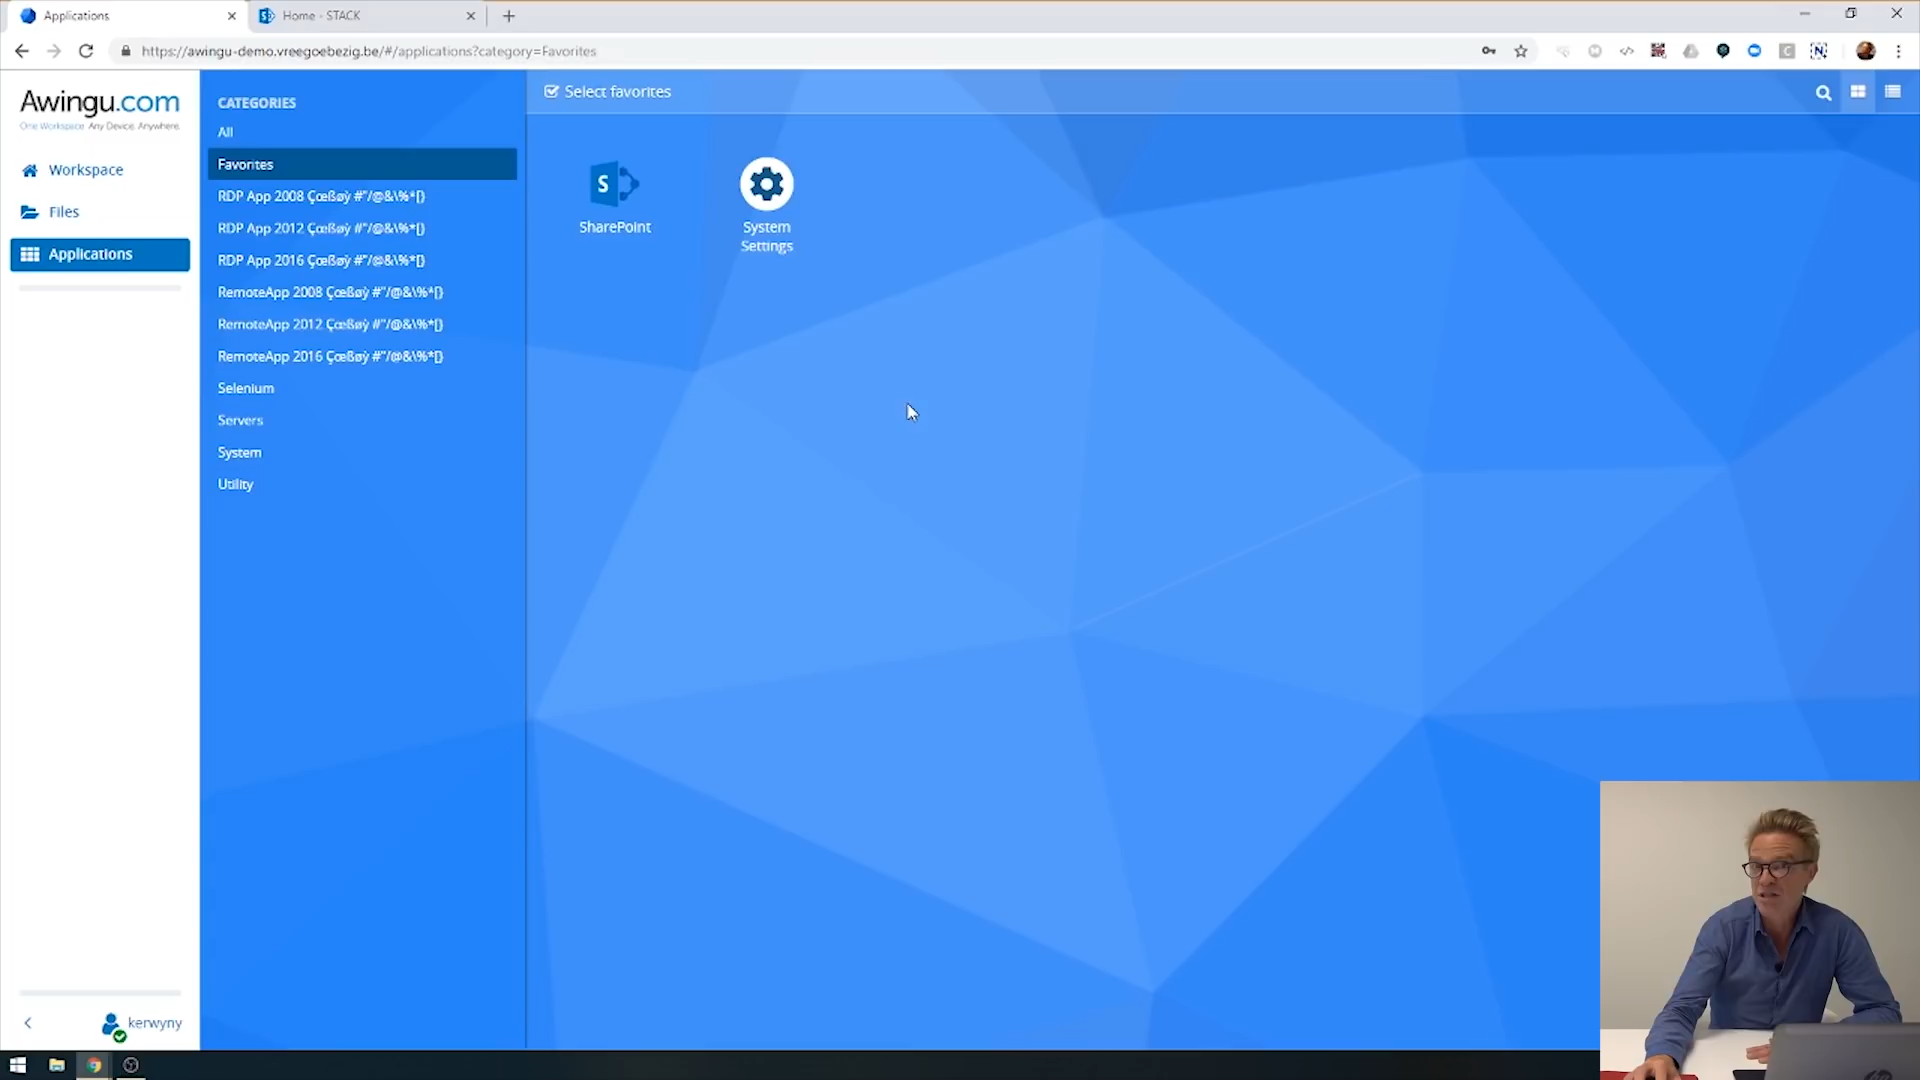 Applications
Home - STACK
https://awingu-demo.vreegoebezig.be/#/applications?category=Favorites
Awingu.com
One Workspace. Any Device. Anywhere.
Workspace
Files
Applications
CATEGORIES
All
Favorites
RDP App 2008 Çœßøÿ #"/@&\%*[}
RDP App 2012 Çœßøÿ #"/@&\%*[}
RDP App 2016 Çœßøÿ #"/@&\%*[}
RemoteApp 2008 Çœßøÿ #"/@&\%*[}
RemoteApp 2012 Çœßøÿ #"/@&\%*[}
RemoteApp 2016 Çœßøÿ #"/@&\%*[}
Selenium
Servers
System
Utility
Select favorites
S
SharePoint
System
Settings
kerwyny
hp